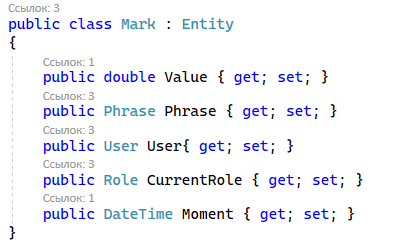 Ссылок: 3
public class Mark : Entity
{
Ссылок: 1
public double Value { get; set; }
Ссылок: 3
public Phrase Phrase { get; set; }
Ссылок: 3
public User User{ get; set; }
Ссылок: 3
public Role CurrentRole { get; set; }
Ссылок: 1
public DateTime Moment { get; set; }
}